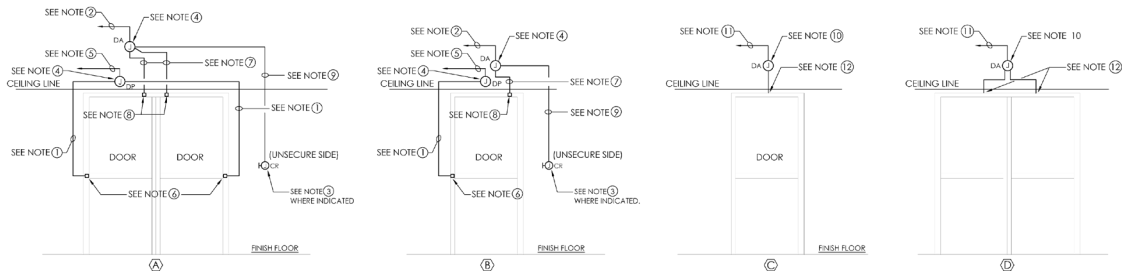 SEE NOTE 2
SEE NOTE 4
DA J
SEE NOTE 5
SEE NOTE 7
SEE NOTE 4
J DP
SEE NOTE 9
CEILING LINE
SEE NOTE 8
SEE NOTE 1
SEE NOTE 1
DOOR
DOOR
(UNSECURE SIDE)
J CR
SEE NOTE 6
SEE NOTE 3
WHERE INDICATED
FINISH FLOOR
A
SEE NOTE 2
SEE NOTE 4
SEE NOTE 5
DA J
SEE NOTE 4
J DP
SEE NOTE 7
CEILING LINE
SEE NOTE 8
SEE NOTE 9
SEE NOTE 1
DOOR
(UNSECURE SIDE)
J CR
SEE NOTE 6
SEE NOTE 3
WHERE INDICATED.
FINISH FLOOR
B
SEE NOTE 11
SEE NOTE 10
DA J
SEE NOTE 12
CEILING LINE
DOOR
FINISH FLOOR
C
SEE NOTE 11
SEE NOTE 10
DA J
SEE NOTE 12
CEILING LINE
D